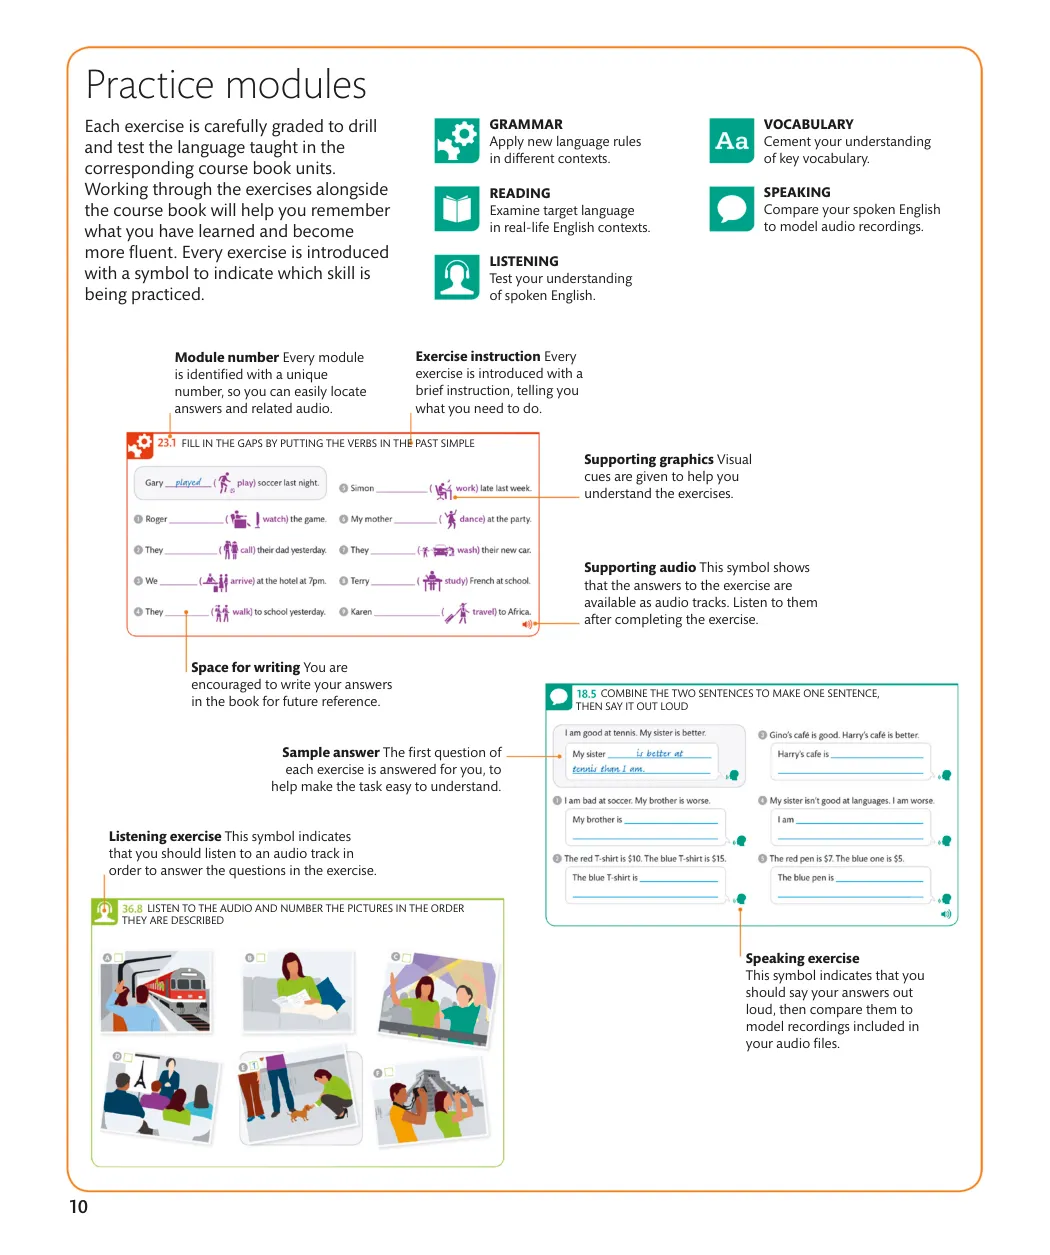 Practice modules
Each exercise is carefully graded to drill
and test the language taught in the
corresponding course book units.
Working through the exercises alongside
the course book will help you remember
what you have learned and become
more fluent. Every exercise is introduced
with a symbol to indicate which skill is
being practiced.
GRAMMAR
Apply new language rules
in different contexts.
READING
Examine target language
in real-life English contexts.
LISTENING
Test your understanding
of spoken English.
Aa
VOCABULARY
Cement your understanding
of key vocabulary.
SPEAKING
Compare your spoken English
to model audio recordings.
Module number Every module
is identified with a unique
number, so you can easily locate
answers and related audio.
Exercise instruction Every
exercise is introduced with a
brief instruction, telling you
what you need to do.
23.1 FILL IN THE GAPS BY PUTTING THE VERBS IN THE PAST SIMPLE
Gary played ( play) soccer last night.
1 Roger ( watch) the game.
2 They ( call) their dad yesterday.
3 We ( arrive) at the hotel at 7pm.
4 They ( walk) to school yesterday.
5 Simon ( work) late last week.
6 My mother ( dance) at the party.
7 They ( wash) their new car.
8 Terry ( study) French at school.
9 Karen ( travel) to Africa.
Supporting graphics Visual
cues are given to help you
understand the exercises.
Supporting audio This symbol shows
that the answers to the exercise are
available as audio tracks. Listen to them
after completing the exercise.
Space for writing You are
encouraged to write your answers
in the book for future reference.
Sample answer The first question of
each exercise is answered for you, to
help make the task easy to understand.
18.5 COMBINE THE TWO SENTENCES TO MAKE ONE SENTENCE,
THEN SAY IT OUT LOUD
I am good at tennis. My sister is better.
My sister is better at
tennis than I am.
1 I am bad at soccer. My brother is worse.
My brother is
2 The red T-shirt is $10. The blue T-shirt is $15.
The blue T-shirt is
3 Gino's café is good. Harry's café is better.
Harry's cafe is
4 My sister isn't good at languages. I am worse.
I am
5 The red pen is $7. The blue one is $5.
The blue pen is
Listening exercise This symbol indicates
that you should listen to an audio track in
order to answer the questions in the exercise.
36.8 LISTEN TO THE AUDIO AND NUMBER THE PICTURES IN THE ORDER
THEY ARE DESCRIBED
A
B
C
D
E 1
F
Speaking exercise
This symbol indicates that you
should say your answers out
loud, then compare them to
model recordings included in
your audio files.
10